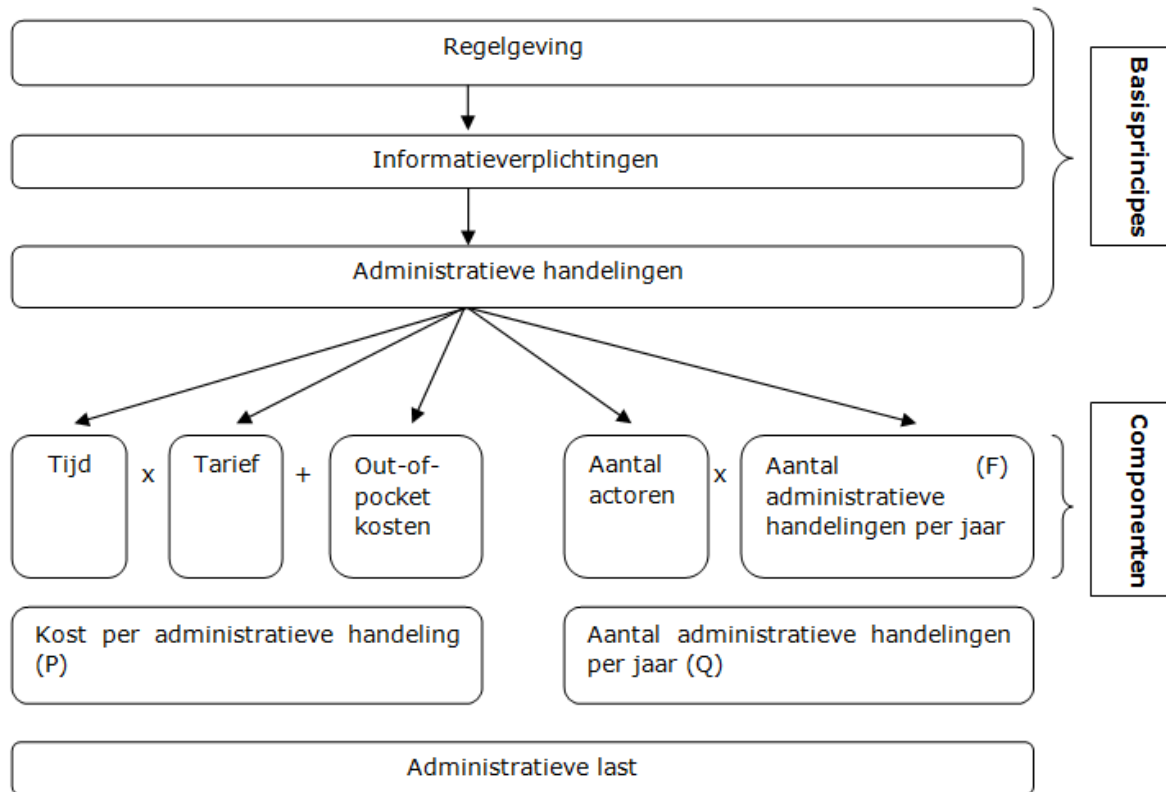 Regelgeving
Basisprincipes
Informatieverplichtingen
Administratieve handelingen
Tijd
x
Tarief
+
Out-of-
pocket
kosten
Aantal
actoren
x
Aantal (F)
administratieve
handelingen per jaar
Componenten
Kost per administratieve handeling
(P)
Aantal administratieve handelingen
per jaar (Q)
Administratieve last